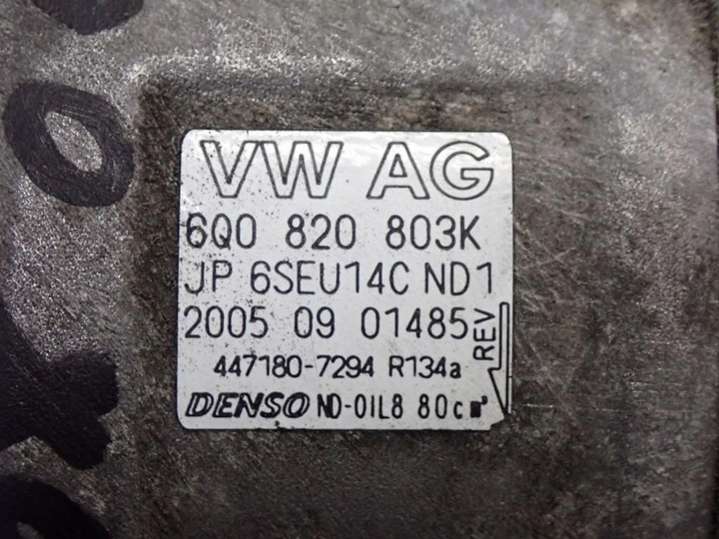 VW AG
6Q0 820 803K
JP 6SEU14C ND1
2005 09 01485
REV
447180-7294 R134a
DENSO ND-OIL8 80cm³